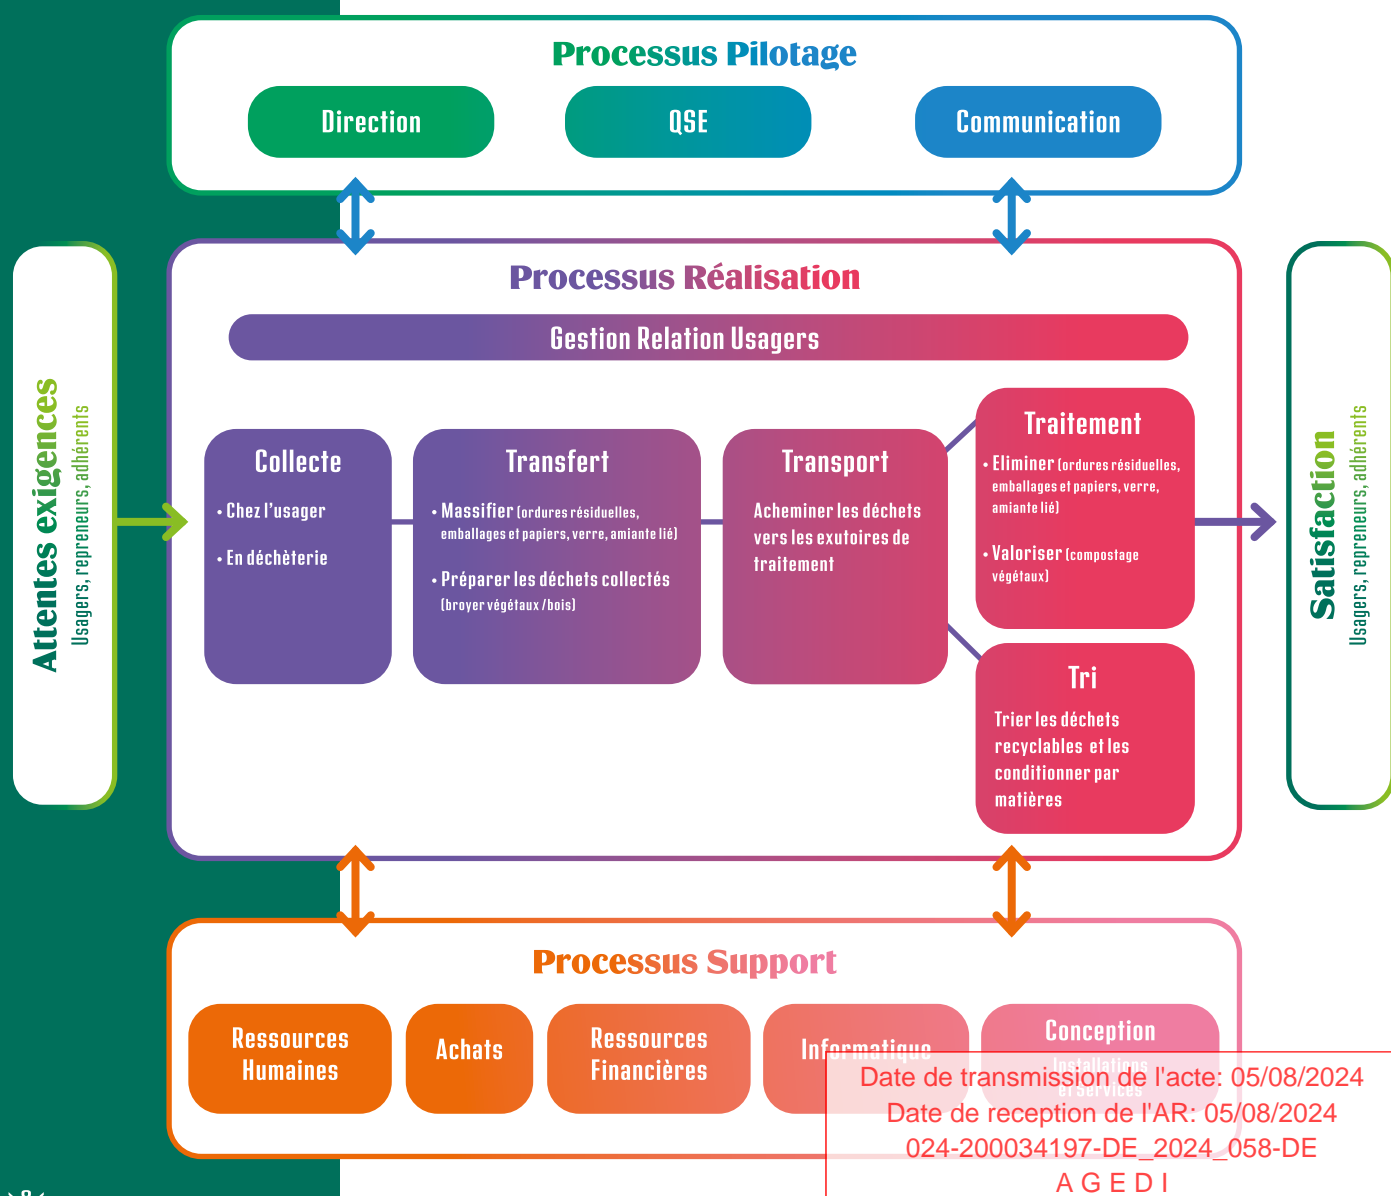 Processus Pilotage
Direction
QSE
Communication
Attentes exigences
Usagers, repreneurs, adhérents
Processus Réalisation
Gestion Relation Usagers
Collecte
• Chez l'usager
• En déchèterie
Transfert
• Massifier (ordures résiduelles,
emballages et papiers, verre, amiante lié)
• Préparer les déchets collectés
(broyer végétaux /bois)
Transport
Acheminer les déchets
vers les exutoires de
traitement
Traitement
• Eliminer (ordures résiduelles,
emballages et papiers, verre,
amiante lié)
• Valoriser (compostage
végétaux)
Tri
Trier les déchets
recyclables et les
conditionner par
matières
Satisfaction
Usagers, repreneurs, adhérents
Processus Support
Ressources
Humaines
Achats
Ressources
Financières
Informatique
Conception
Installations
et Services
Date de transmission de l'acte: 05/08/2024
Date de reception de l'AR: 05/08/2024
024-200034197-DE_2024_058-DE
A G E D I